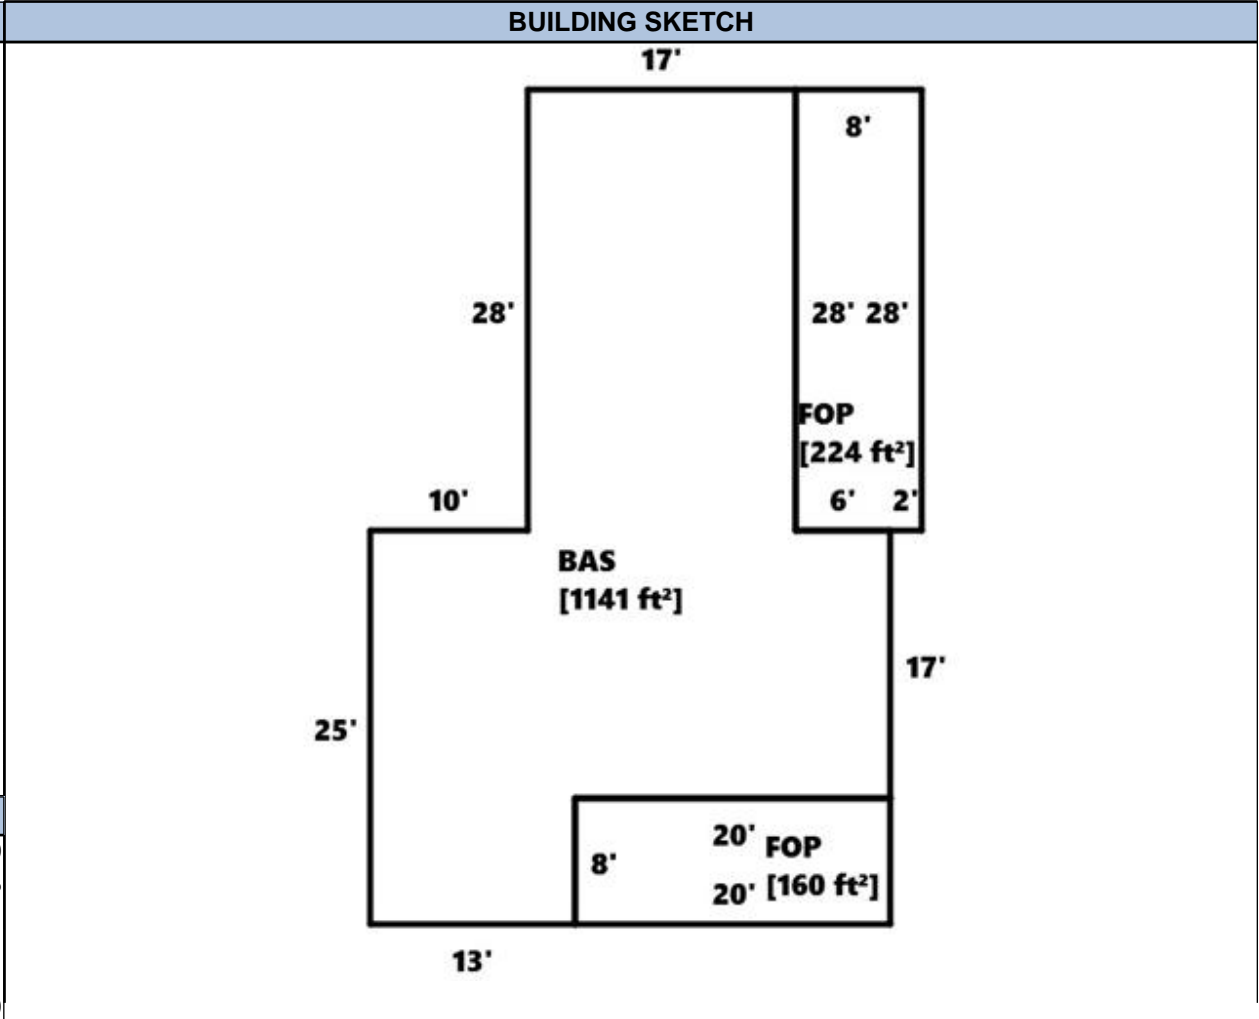 BUILDING SKETCH
17'
8'
28'
28' 28'
FOP
[224 ft²]
10'
6' 2'
BAS
[1141 ft²]
17'
25'
20'
FOP
8'
20'
[160 ft²]
13'